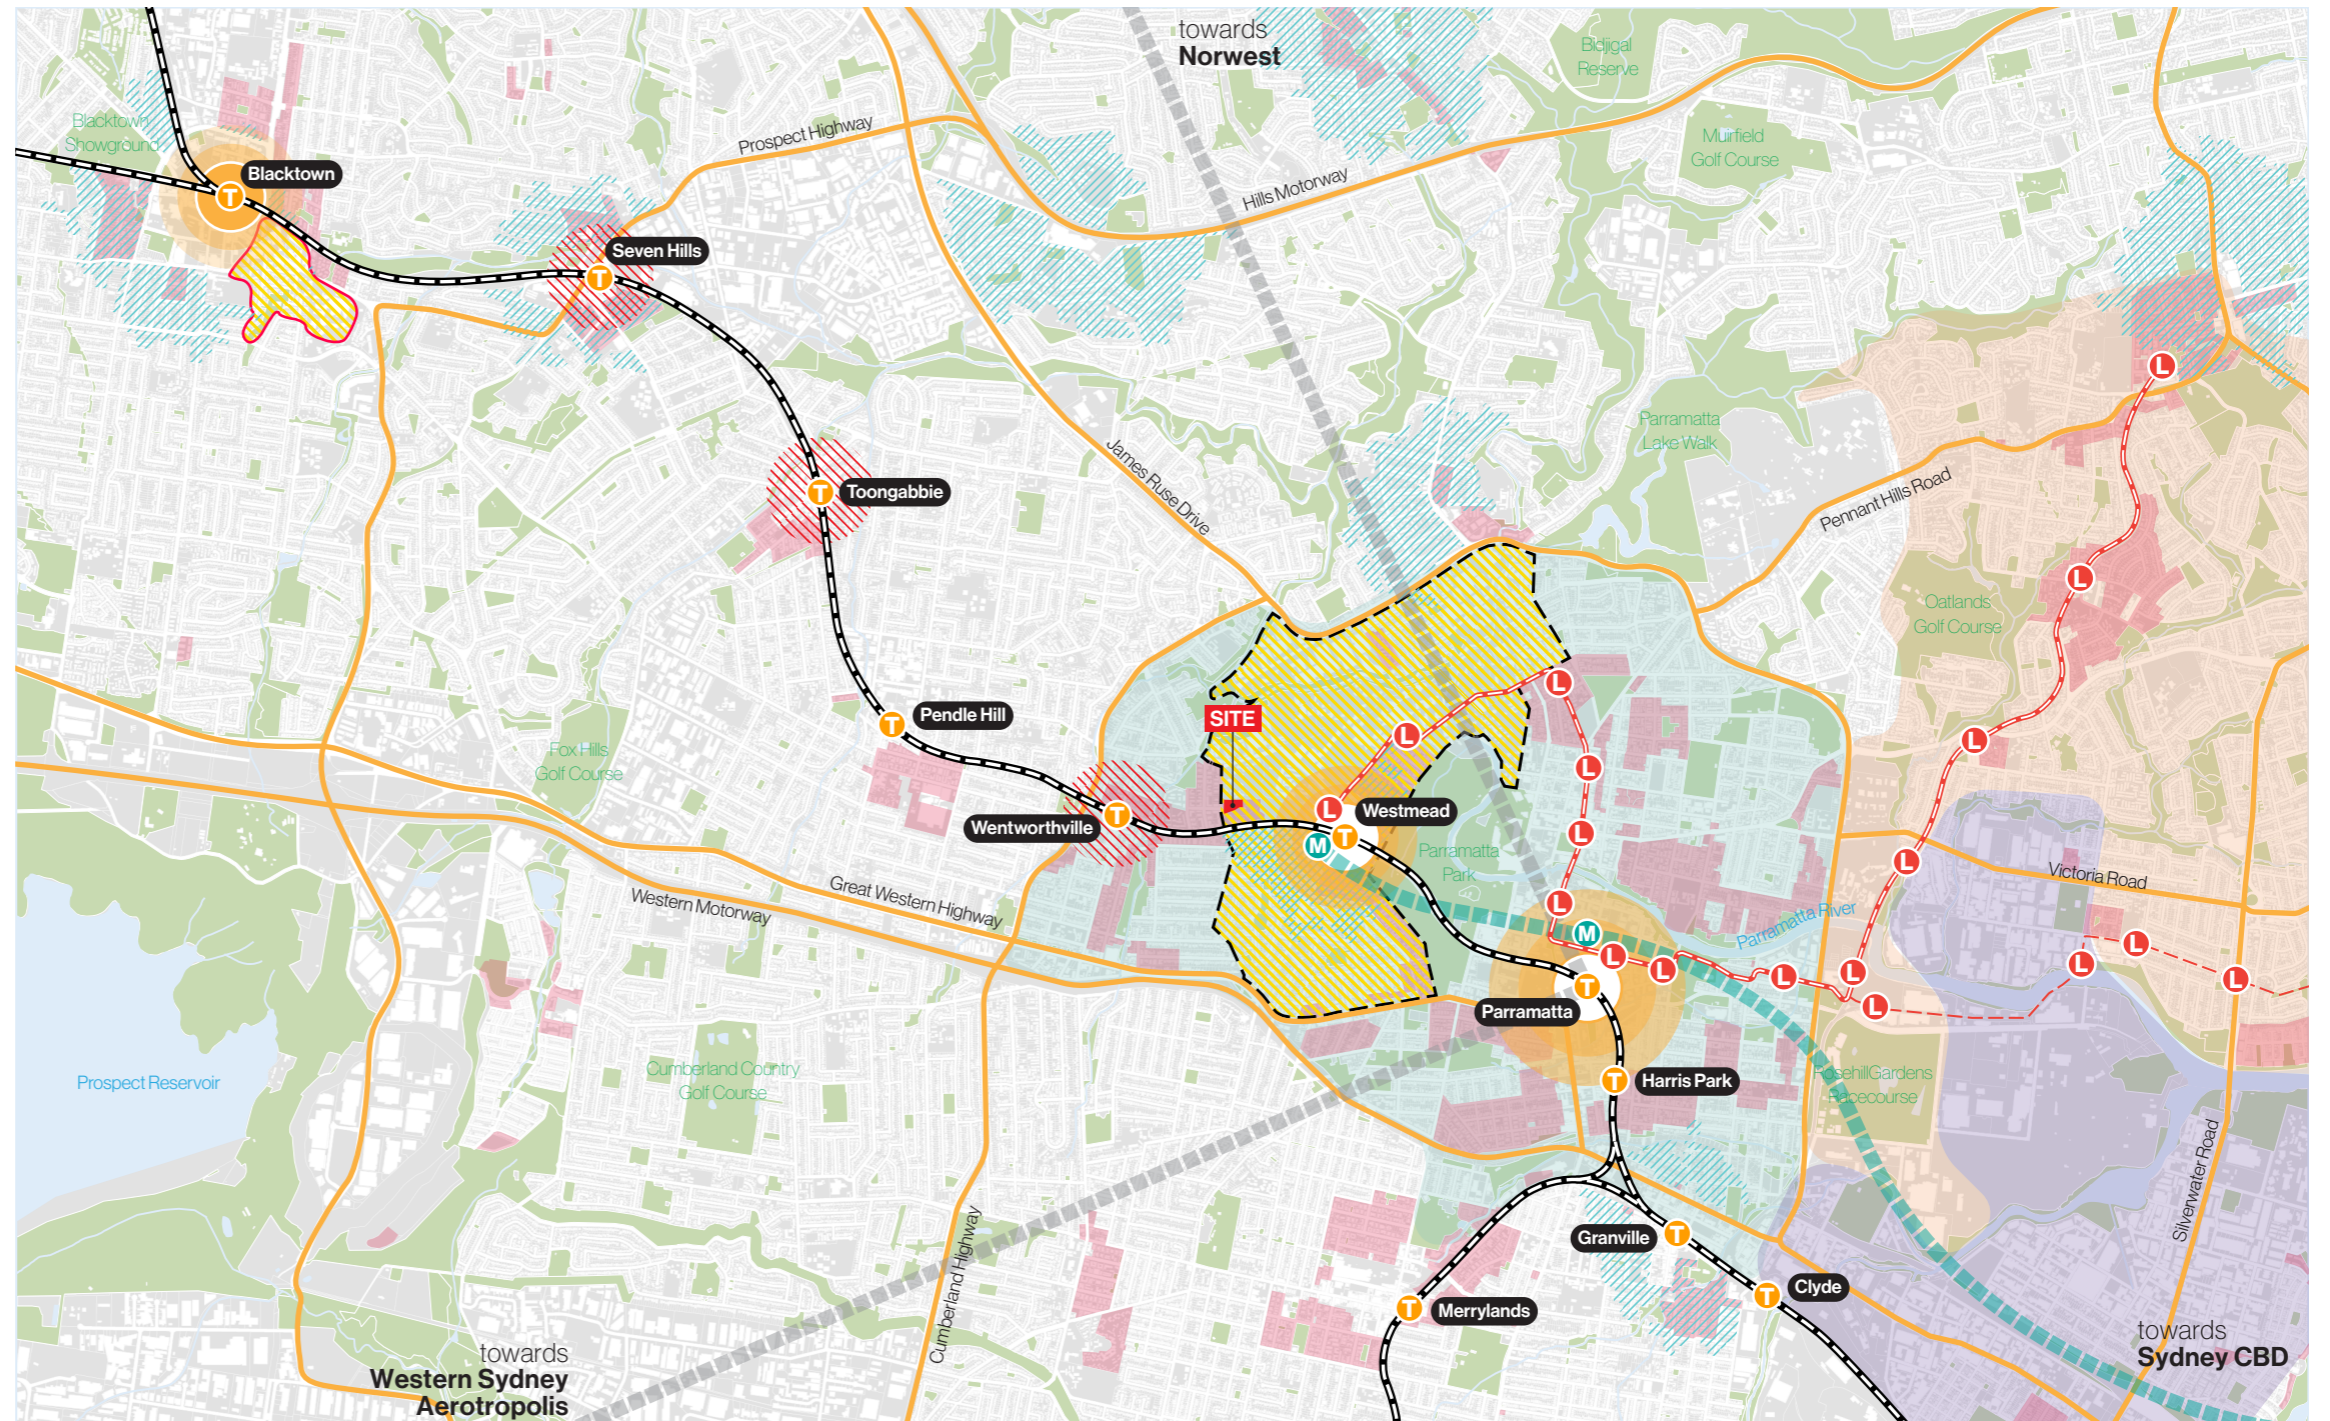 towards
Norwest
Bidjigal
Reserve
Blacktown
Showground
Prospect Highway
Muirfield
Golf Course
Blacktown
T
Hills Motorway
Seven Hills
T
L
Parramatta
Lake Walk
James Ruse Drive
Toongabbie
T
Pennant Hills Road
L
Oatlands
Golf Course
L
SITE
Pendle Hill
T
L
L
L
Fox Hills
Golf Course
Westmead
L
T
M
Wentworthville
T
L
Parramatta
Park
L
Victoria Road
Great Western Highway
Western Motorway
L
Parramatta River
M
L
L
L
L
L
L
L
L
T
Parramatta
L
Prospect Reservoir
Cumberland Country
Golf Course
T
Harris Park
RosehillGardens
Racecourse
Silverwater Road
Cumberland Highway
Granville
T
T
Clyde
T
Merrylands
towards
Western Sydney
Aerotropolis
towards
Sydney CBD